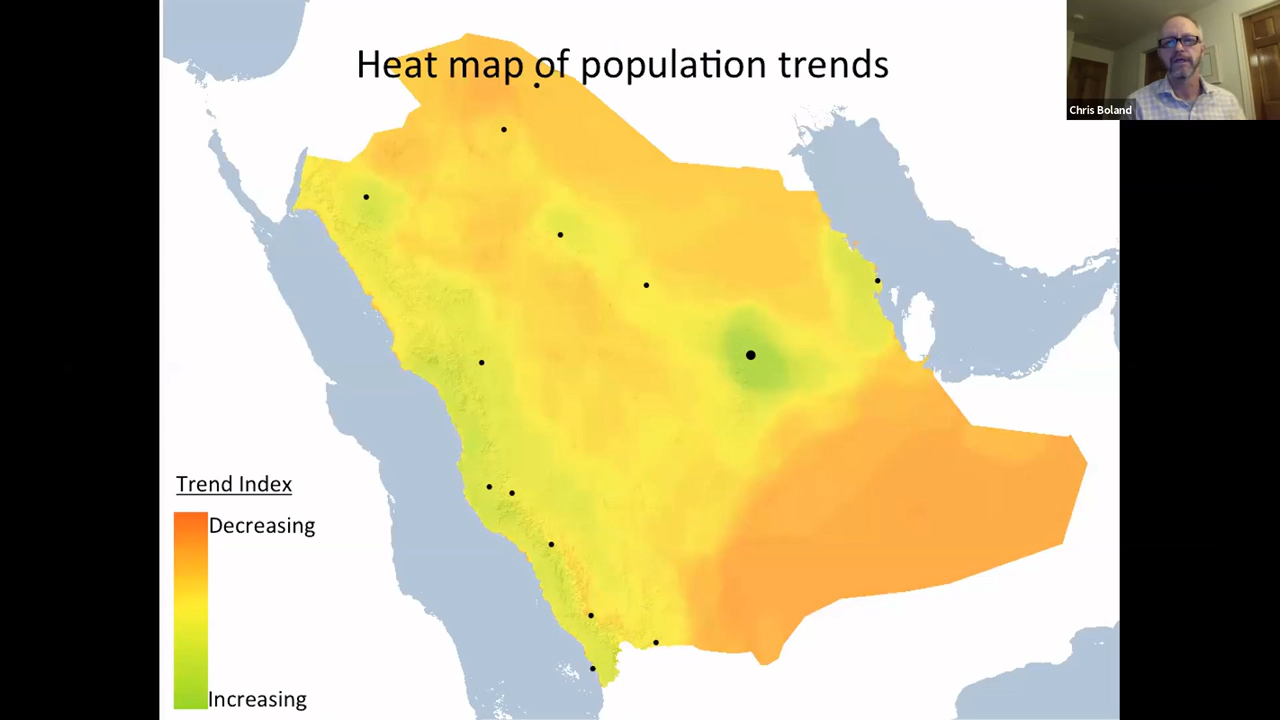 Heat map of population trends
Chris Boland
Trend Index
Decreasing
Increasing